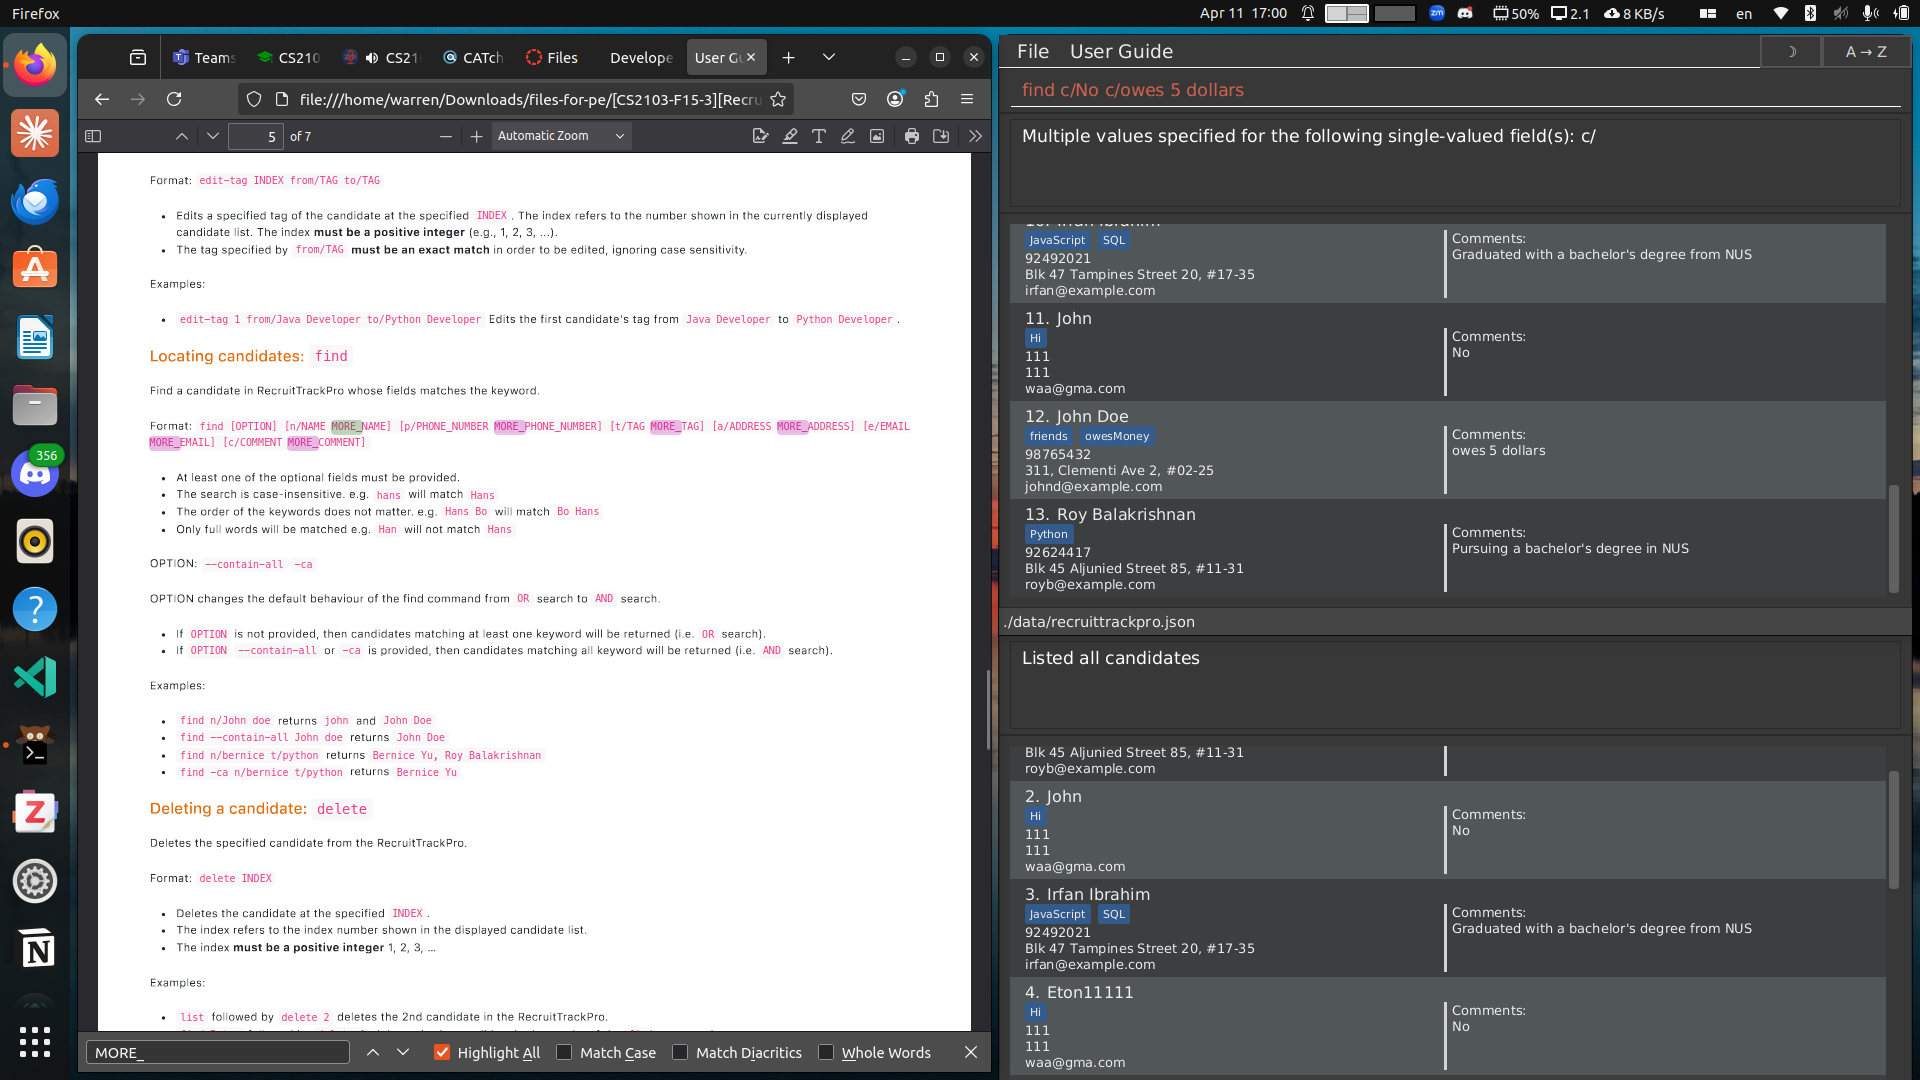 Firefox
Apr 11 17:00
zm
50%
2.1
8 KB/s
en
Teams
CS210
CS21
CATch
Files
Develope
User Gu
file:///home/warren/Downloads/files-for-pe/[CS2103-F15-3][Recru
5
of 7
Automatic Zoom
Format: edit-tag INDEX from/TAG to/TAG
• Edits a specified tag of the candidate at the specified INDEX . The index refers to the number shown in the currently displayed
candidate list. The index must be a positive integer (e.g., 1, 2, 3, ...).
• The tag specified by from/TAG must be an exact match in order to be edited, ignoring case sensitivity.
Examples:
• edit-tag 1 from/Java Developer to/Python Developer Edits the first candidate's tag from Java Developer to Python Developer .
Locating candidates: find
Find a candidate in RecruitTrackPro whose fields matches the keyword.
Format: find [OPTION] [n/NAME MORE_NAME] [p/PHONE_NUMBER MORE_PHONE_NUMBER] [t/TAG MORE_TAG] [a/ADDRESS MORE_ADDRESS] [e/EMAIL
MORE_EMAIL] [c/COMMENT MORE_COMMENT]
• At least one of the optional fields must be provided.
• The search is case-insensitive. e.g. hans will match Hans
• The order of the keywords does not matter. e.g. Hans Bo will match Bo Hans
• Only full words will be matched e.g. Han will not match Hans
OPTION: --contain-all -ca
OPTION changes the default behaviour of the find command from OR search to AND search.
• If OPTION is not provided, then candidates matching at least one keyword will be returned (i.e. OR search).
• If OPTION --contain-all or -ca is provided, then candidates matching all keyword will be returned (i.e. AND search).
Examples:
• find n/John doe returns john and John Doe
• find --contain-all John doe returns John Doe
• find n/bernice t/python returns Bernice Yu, Roy Balakrishnan
• find -ca n/bernice t/python returns Bernice Yu
Deleting a candidate: delete
Deletes the specified candidate from the RecruitTrackPro.
Format: delete INDEX
• Deletes the candidate at the specified INDEX .
• The index refers to the index number shown in the displayed candidate list.
• The index must be a positive integer 1, 2, 3, ...
Examples:
• list followed by delete 2 deletes the 2nd candidate in the RecruitTrackPro.
MORE_
Highlight All
Match Case
Match Diacritics
Whole Words
356
File
User Guide
A → Z
find c/No c/owes 5 dollars
Multiple values specified for the following single-valued field(s): c/
10. Irfan Ibrahim
JavaScript SQL
92492021
Blk 47 Tampines Street 20, #17-35
irfan@example.com
Comments:
Graduated with a bachelor's degree from NUS
11. John
Hi
111
111
waa@gma.com
Comments:
No
12. John Doe
friends owesMoney
98765432
311, Clementi Ave 2, #02-25
johnd@example.com
Comments:
owes 5 dollars
13. Roy Balakrishnan
Python
92624417
Blk 45 Aljunied Street 85, #11-31
royb@example.com
Comments:
Pursuing a bachelor's degree in NUS
./data/recruittrackpro.json
Listed all candidates
Blk 45 Aljunied Street 85, #11-31
royb@example.com
2. John
Hi
111
111
waa@gma.com
Comments:
No
3. Irfan Ibrahim
JavaScript SQL
92492021
Blk 47 Tampines Street 20, #17-35
irfan@example.com
Comments:
Graduated with a bachelor's degree from NUS
4. Eton11111
Hi
111
111
waa@gma.com
Comments:
No